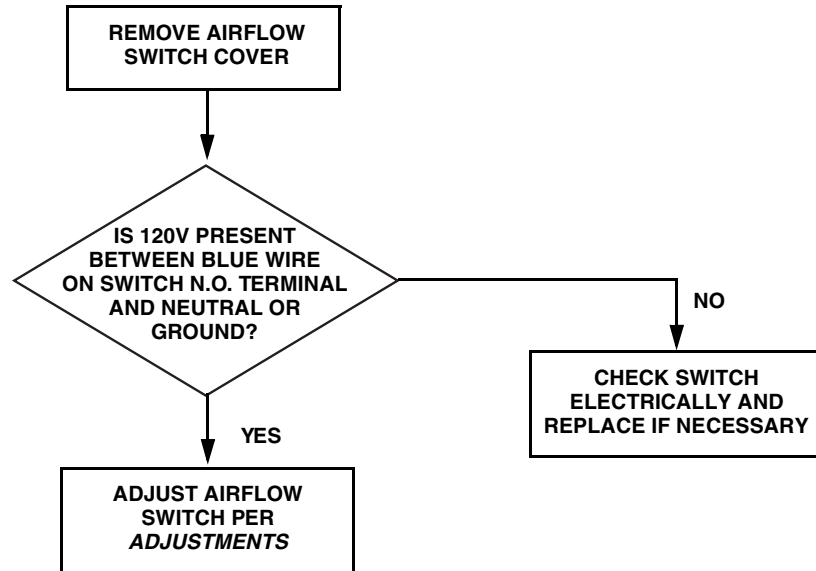 REMOVE AIRFLOW
SWITCH COVER
IS 120V PRESENT
BETWEEN BLUE WIRE
ON SWITCH N.O. TERMINAL
AND NEUTRAL OR
GROUND?
NO
CHECK SWITCH
ELECTRICALLY AND
REPLACE IF NECESSARY
YES
ADJUST AIRFLOW
SWITCH PER
ADJUSTMENTS